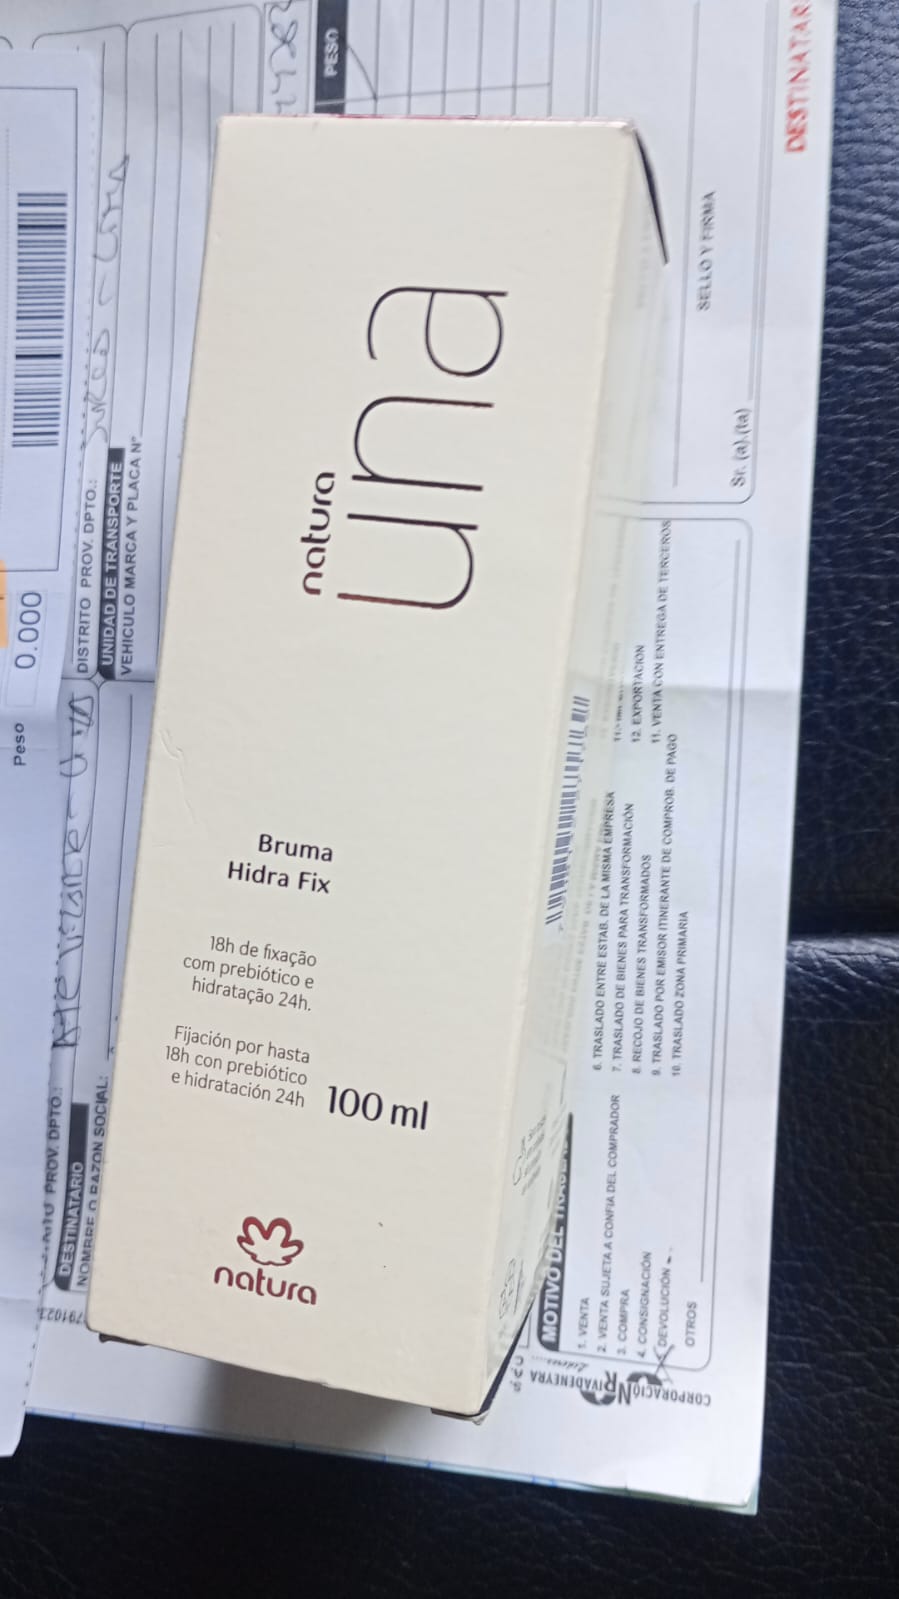 natura
una
Bruma
Hidra Fix
18h de fixação
com prebiótico e
hidratação 24h.
Fijación por hasta
18h con prebiótico
e hidratación 24h
100 ml
natura
Peso 0.000
PROV. DPTO.:
DISTRITO PROV. DPTO.:
DESTINATARIO
NOMBRE O RAZON SOCIAL:
UNIDAD DE TRANSPORTE
VEHICULO MARCA Y PLACA N°
PESO
MOTIVO DEL
1. VENTA
2. VENTA SUJETA A CONFIA DEL COMPRADOR
3. COMPRA
4. CONSIGNACIÓN
DEVOLUCIÓN
OTROS
6. TRASLADO ENTRE ESTAB. DE LA MISMA EMPRESA
7. TRASLADO DE BIENES PARA TRANSFORMACIÓN
8. RECOJO DE BIENES TRANSFORMADOS
9. TRASLADO POR EMISOR ITINERANTE DE COMPROB. DE PAGO
10. TRASLADO ZONA PRIMARIA
12. EXPORTACION
11. VENTA CON ENTREGA DE TERCEROS
SELLO Y FIRMA
Sr. (a).(ta)
DESTINATAR
CORPORACIÓN
RIVADENEYRA